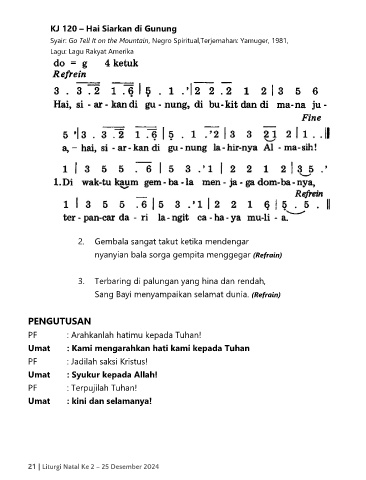 KJ 120 – Hai Siarkan di Gunung
Syair: Go Tell It on the Mountain, Negro Spiritual,Terjemahan: Yamuger, 1981,
Lagu: Lagu Rakyat Amerika
do = g 4 ketuk
Refrein
3 . 3 . 2 1 . 6 | 5 . 1 . ' | 2 2 . 2 1 2 | 3 5 6
Hai, si - ar - kan di gu - nung, di bu - kit dan di ma - na ju -
Fine
5 ' | 3 . 3 . 2 1 . 6 | 5 . 1 . ' 2 | 3 3 2 1 2 | 1 . . ||
a, – hai, si - ar - kan di gu - nung la - hir-nya Al - ma - sih!
1 | 3 5 5 . 6 | 5 3 . ' 1 | 2 2 1 2 | 3 5 . '
1. Di wak - tu kaum gem - ba - la men - ja - ga dom-ba - nya,
Refrein
1 | 3 5 5 . 6 | 5 3 . ' 1 | 2 2 1 6 | 5 . 5 . ||
ter - pan-car da - ri la - ngit ca - ha - ya mu-li - a.
2. Gembala sangat takut ketika mendengar
nyanyian bala sorga gempita menggegar (Refrain)
3. Terbaring di palungan yang hina dan rendah,
Sang Bayi menyampaikan selamat dunia. (Refrain)
PENGUTUSAN
PF : Arahkanlah hatimu kepada Tuhan!
Umat : Kami mengarahkan hati kami kepada Tuhan
PF : Jadilah saksi Kristus!
Umat : Syukur kepada Allah!
PF : Terpujilah Tuhan!
Umat : kini dan selamanya!
21 | Liturgi Natal Ke 2 – 25 Desember 2024